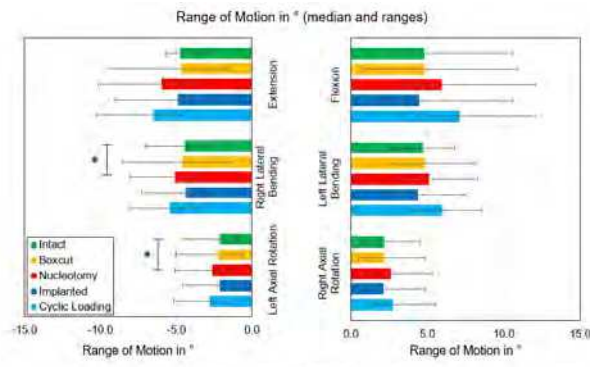 Range of Motion in ° (median and ranges)
Extension
Right Lateral
Bending
Left Axial Rotation
*
*
Intact
Boxcut
Nucleotomy
Implanted
Cyclic Loading
-15.0 -10.0 -5.0 0.0
Range of Motion in °
Flexion
Left Lateral
Bending
Right Axial
Rotation
0.0 5.0 10.0 15.0
Range of Motion in °